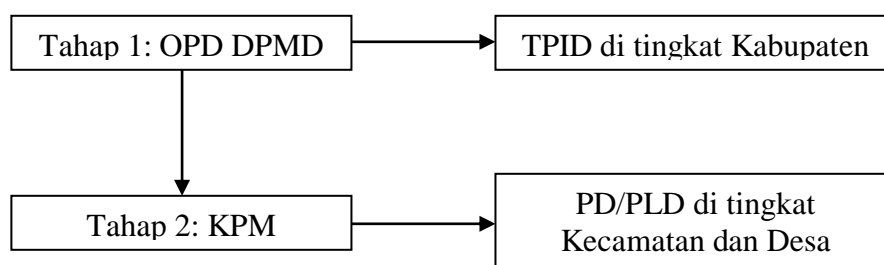 Tahap 1: OPD DPMD
TPID di tingkat Kabupaten
Tahap 2: KPM
PD/PLD di tingkat
Kecamatan dan Desa